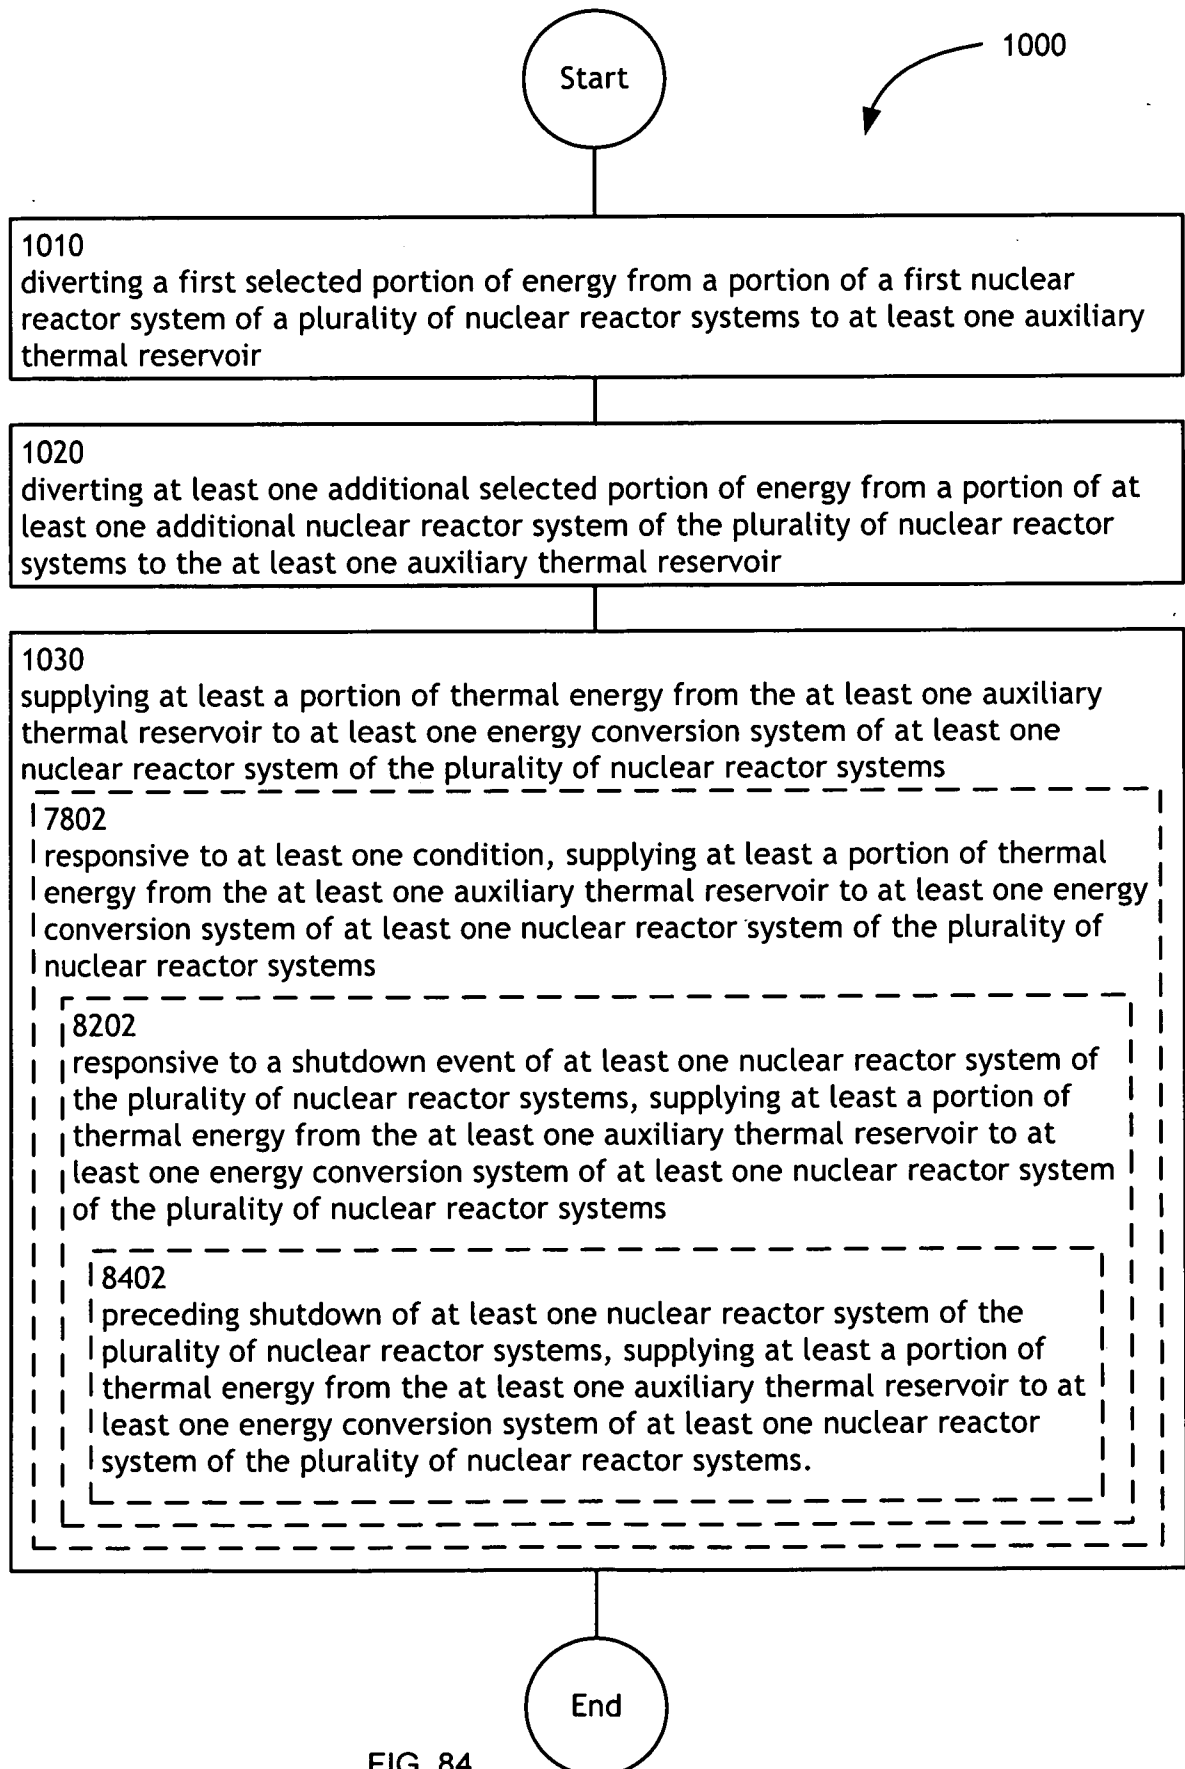 Start
1000
1010
diverting a first selected portion of energy from a portion of a first nuclear
reactor system of a plurality of nuclear reactor systems to at least one auxiliary
thermal reservoir
1020
diverting at least one additional selected portion of energy from a portion of at
least one additional nuclear reactor system of the plurality of nuclear reactor
systems to the at least one auxiliary thermal reservoir
1030
supplying at least a portion of thermal energy from the at least one auxiliary
thermal reservoir to at least one energy conversion system of at least one
nuclear reactor system of the plurality of nuclear reactor systems
7802
responsive to at least one condition, supplying at least a portion of thermal
energy from the at least one auxiliary thermal reservoir to at least one energy
conversion system of at least one nuclear reactor system of the plurality of
nuclear reactor systems
8202
responsive to a shutdown event of at least one nuclear reactor system of
the plurality of nuclear reactor systems, supplying at least a portion of
thermal energy from the at least one auxiliary thermal reservoir to at
least one energy conversion system of at least one nuclear reactor system
of the plurality of nuclear reactor systems
8402
preceding shutdown of at least one nuclear reactor system of the
plurality of nuclear reactor systems, supplying at least a portion of
thermal energy from the at least one auxiliary thermal reservoir to at
least one energy conversion system of at least one nuclear reactor
system of the plurality of nuclear reactor systems.
End
FIG. 84